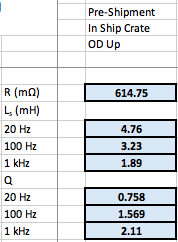 Pre-Shipment
In Ship Crate
OD Up
R (mΩ) 614.75
Lₛ (mH)
20 Hz 4.76
100 Hz 3.23
1 kHz 1.89
Q
20 Hz 0.758
100 Hz 1.569
1 kHz 2.11